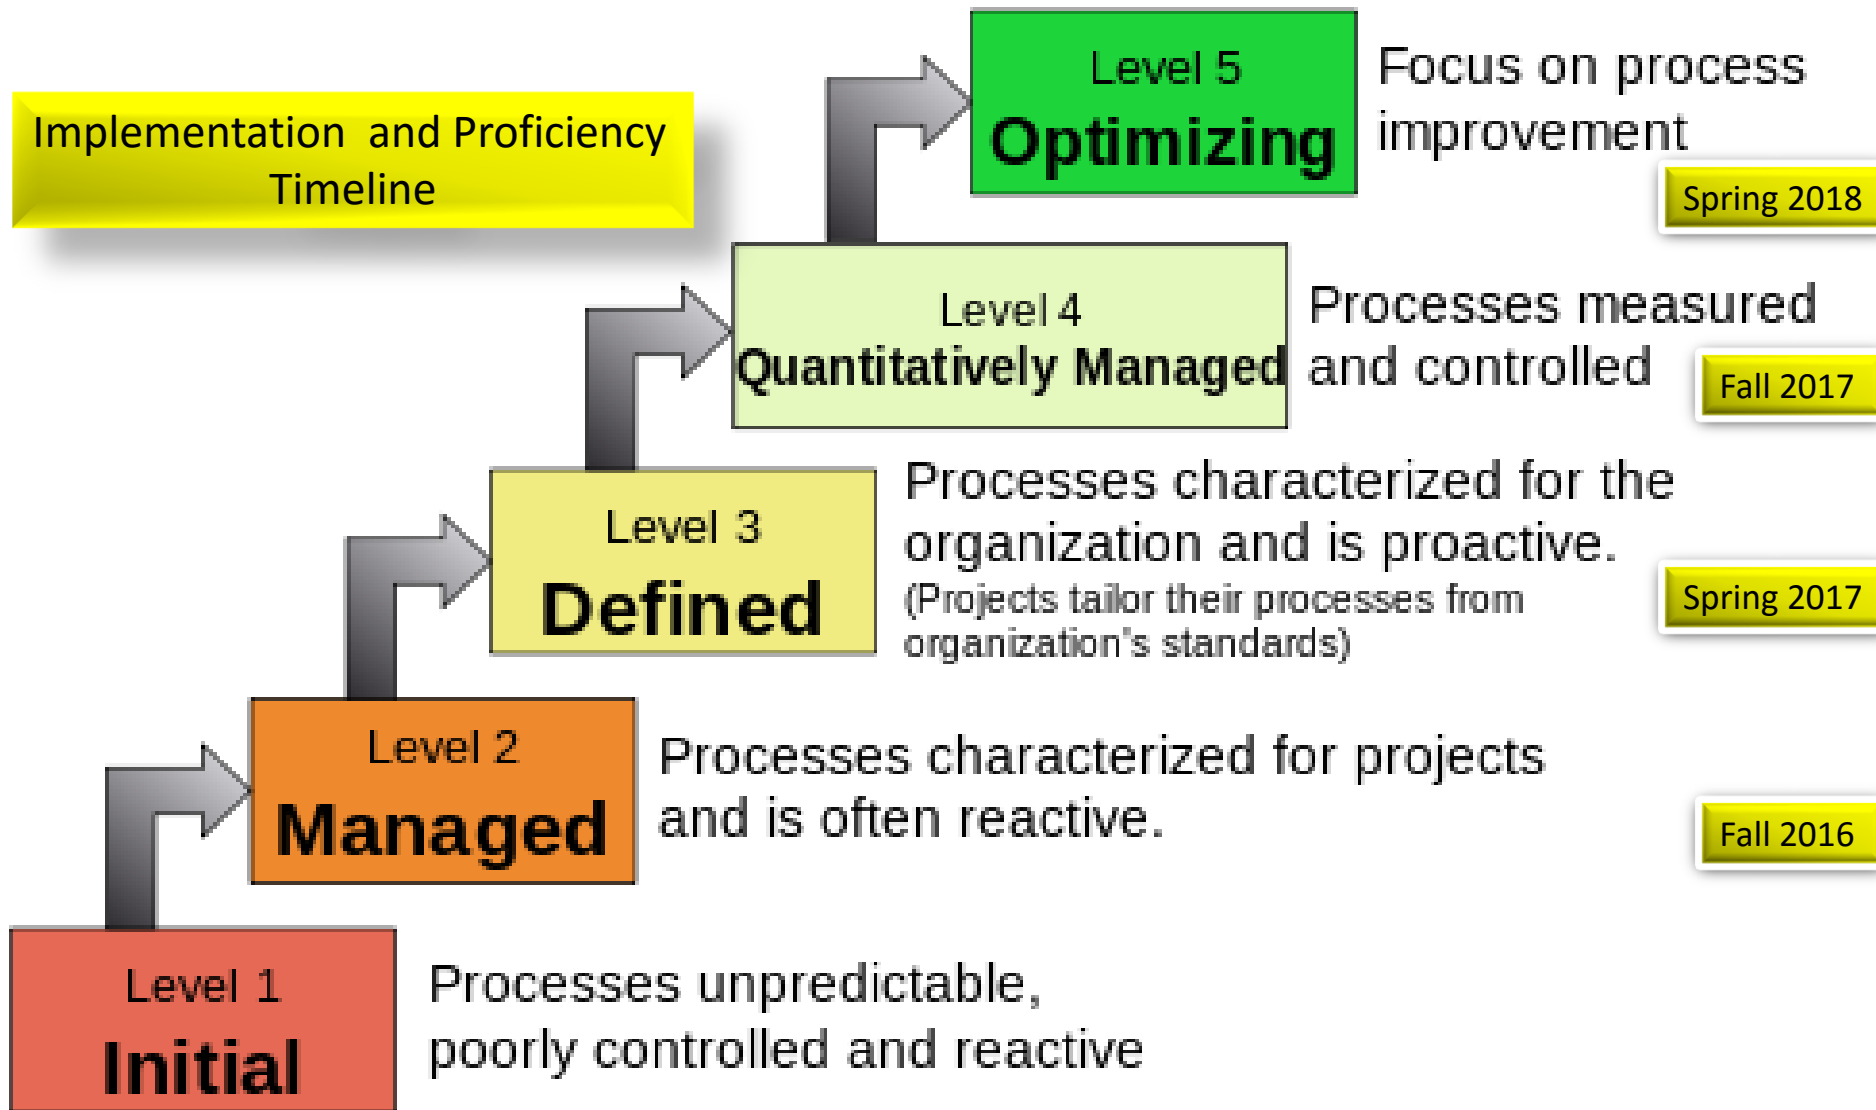 Implementation and Proficiency
Timeline
Level 5
Optimizing
Focus on process
improvement
Spring 2018
Level 4
Quantitatively Managed
Processes measured
and controlled
Fall 2017
Level 3
Defined
Processes characterized for the
organization and is proactive.
(Projects tailor their processes from
organization's standards)
Spring 2017
Level 2
Managed
Processes characterized for projects
and is often reactive.
Fall 2016
Level 1
Initial
Processes unpredictable,
poorly controlled and reactive